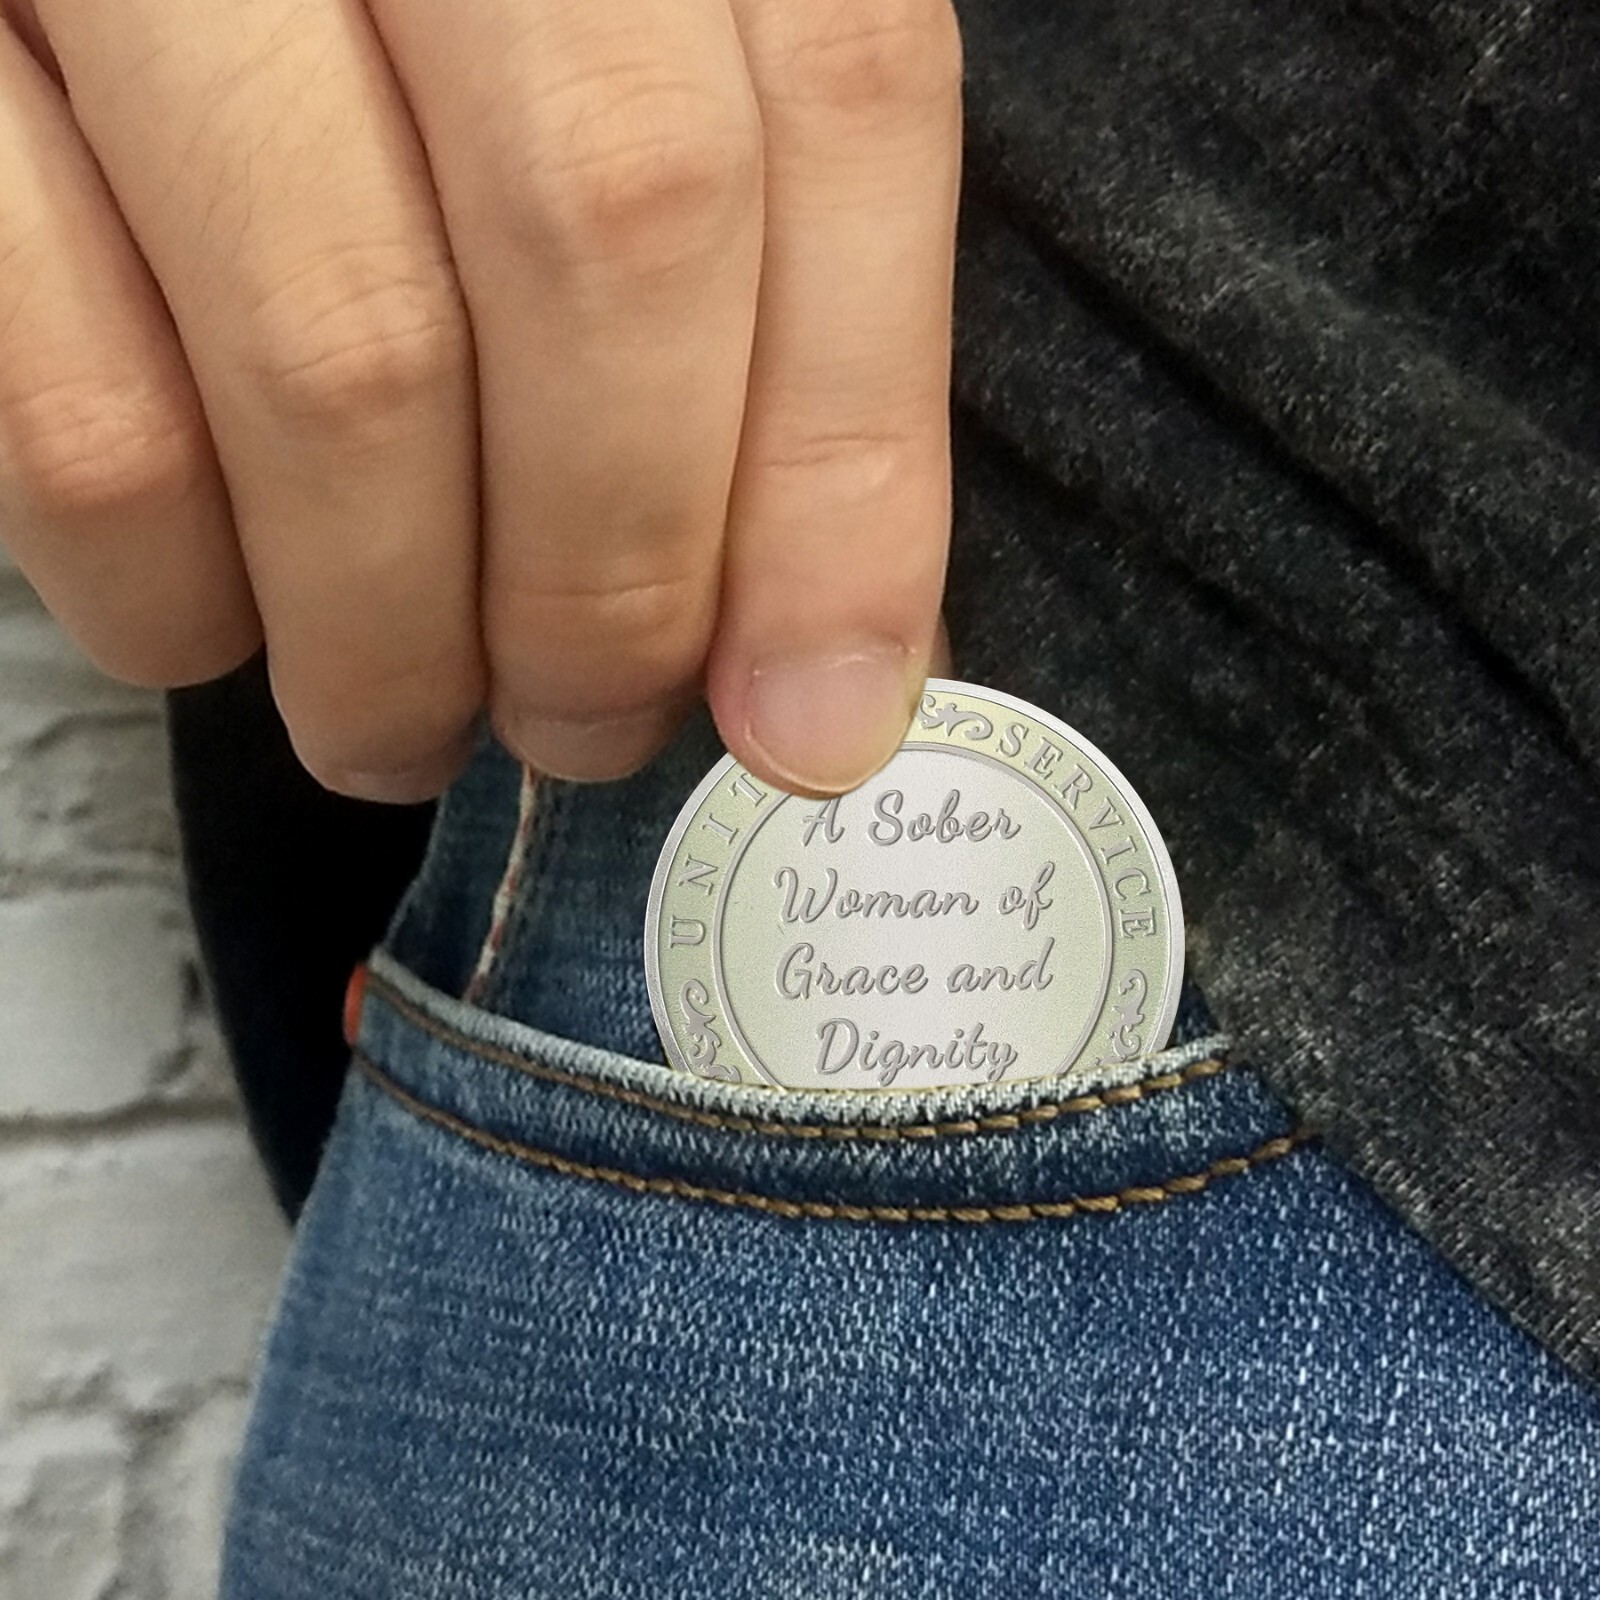 UNIT
SERVICE
A Sober
Woman of
Grace and
Dignity